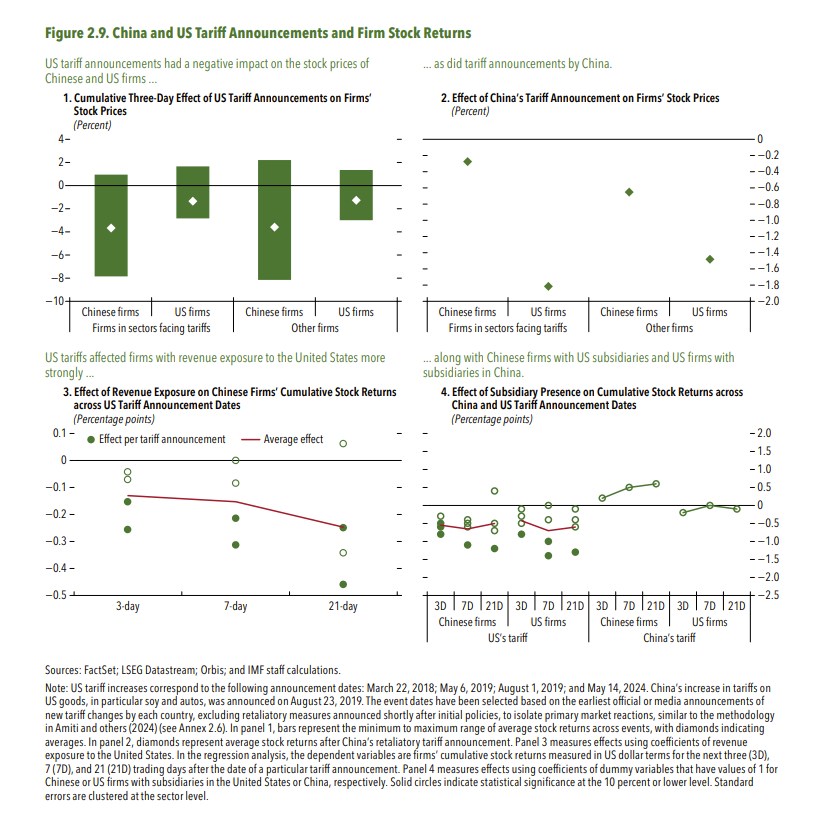 Figure 2.9. China and US Tariff Announcements and Firm Stock Returns
US tariff announcements had a negative impact on the stock prices of
Chinese and US firms ...
... as did tariff announcements by China.
1. Cumulative Three-Day Effect of US Tariff Announcements on Firms'
Stock Prices
(Percent)
4
2
0
–2
–4
–6
–8
–10
Chinese firms
US firms
Chinese firms
US firms
Firms in sectors facing tariffs
Other firms
2. Effect of China's Tariff Announcement on Firms' Stock Prices
(Percent)
0
–0.2
–0.4
–0.6
–0.8
–1.0
–1.2
–1.4
–1.6
–1.8
–2.0
Chinese firms
US firms
Chinese firms
US firms
Firms in sectors facing tariffs
Other firms
US tariffs affected firms with revenue exposure to the United States more
strongly ...
... along with Chinese firms with US subsidiaries and US firms with
subsidiaries in China.
3. Effect of Revenue Exposure on Chinese Firms' Cumulative Stock Returns
across US Tariff Announcement Dates
(Percentage points)
Effect per tariff announcement
Average effect
0.1
0
–0.1
–0.2
–0.3
–0.4
–0.5
3-day
7-day
21-day
4. Effect of Subsidiary Presence on Cumulative Stock Returns across
China and US Tariff Announcement Dates
(Percentage points)
2.0
1.5
1.0
0.5
0
–0.5
–1.0
–1.5
–2.0
–2.5
3D 7D 21D 3D 7D 21D 3D 7D 21D 3D 7D 21D
Chinese firms
US firms
Chinese firms
US firms
US's tariff
China's tariff
Sources: FactSet; LSEG Datastream; Orbis; and IMF staff calculations.
Note: US tariff increases correspond to the following announcement dates: March 22, 2018; May 6, 2019; August 1, 2019; and May 14, 2024. China's increase in tariffs on
US goods, in particular soy and autos, was announced on August 23, 2019. The event dates have been selected based on the earliest official or media announcements of
new tariff changes by each country, excluding retaliatory measures announced shortly after initial policies, to isolate primary market reactions, similar to the methodology
in Amiti and others (2024) (see Annex 2.6). In panel 1, bars represent the minimum to maximum range of average stock returns across events, with diamonds indicating
averages. In panel 2, diamonds represent average stock returns after China's retaliatory tariff announcement. Panel 3 measures effects using coefficients of revenue
exposure to the United States. In the regression analysis, the dependent variables are firms' cumulative stock returns measured in US dollar terms for the next three (3D),
7 (7D), and 21 (21D) trading days after the date of a particular tariff announcement. Panel 4 measures effects using coefficients of dummy variables that have values of 1 for
Chinese or US firms with subsidiaries in the United States or China, respectively. Solid circles indicate statistical significance at the 10 percent or lower level. Standard
errors are clustered at the sector level.